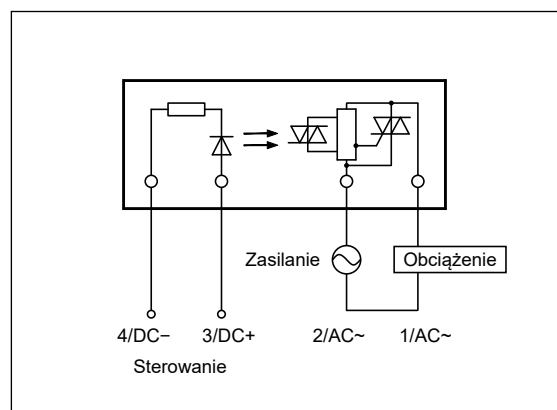 Zasilanie
Obciążenie
4/DC− 3/DC+ 2/AC~ 1/AC~
Sterowanie